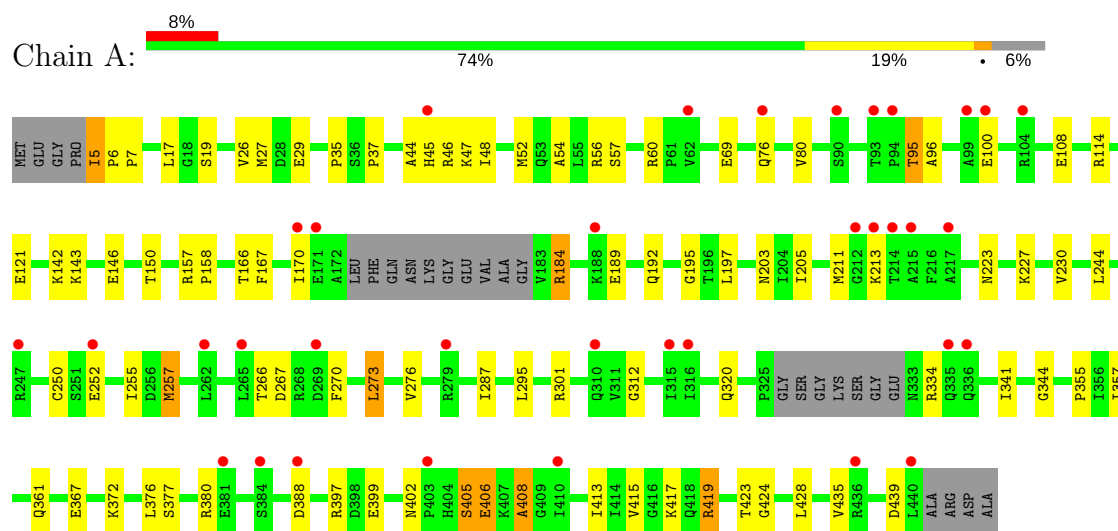 8%
Chain A:
74% 19% • 6%
MET GLU GLY PRO I5 P6 P7 L17 G18 S19 V26 M27 D28 E29 P35 S36 P37 A44 H45 R46 K47 I48 M52 Q53 A54 L55 R56 S57 R60 P61 V62 E69 Q76 V80 S90 T93 P94 T95 A96 A99 E100 R104 E108 R114
E121 K142 K143 E146 T150 R157 P158 T166 F167 I170 E171 A172 LEU PHE GLN ASN LYS GLY GLU VAL ALA GLY V183 R184 K188 E189 Q192 G195 T196 L197 N203 I204 I205 M211 G212 K213 T214 A215 F216 A217 N223 K227 V230 L244
R247 C250 S251 E252 I255 D256 M257 L262 L265 T266 D267 R268 D269 F270 L273 V276 R279 I287 L295 R301 Q310 V311 G312 I315 I316 Q320 P325 GLY SER GLY LYS SER GLY GLU N333 R334 Q335 Q336 I341 G344 P355 I356 I357
Q361 E367 K372 L376 S377 R380 E381 S384 D388 R397 D398 E399 N402 P403 H404 S405 E406 K407 A408 G409 I410 I413 I414 V415 G416 K417 Q418 R419 T423 G424 L428 V435 R436 D439 L440 ALA ARG ASP ALA